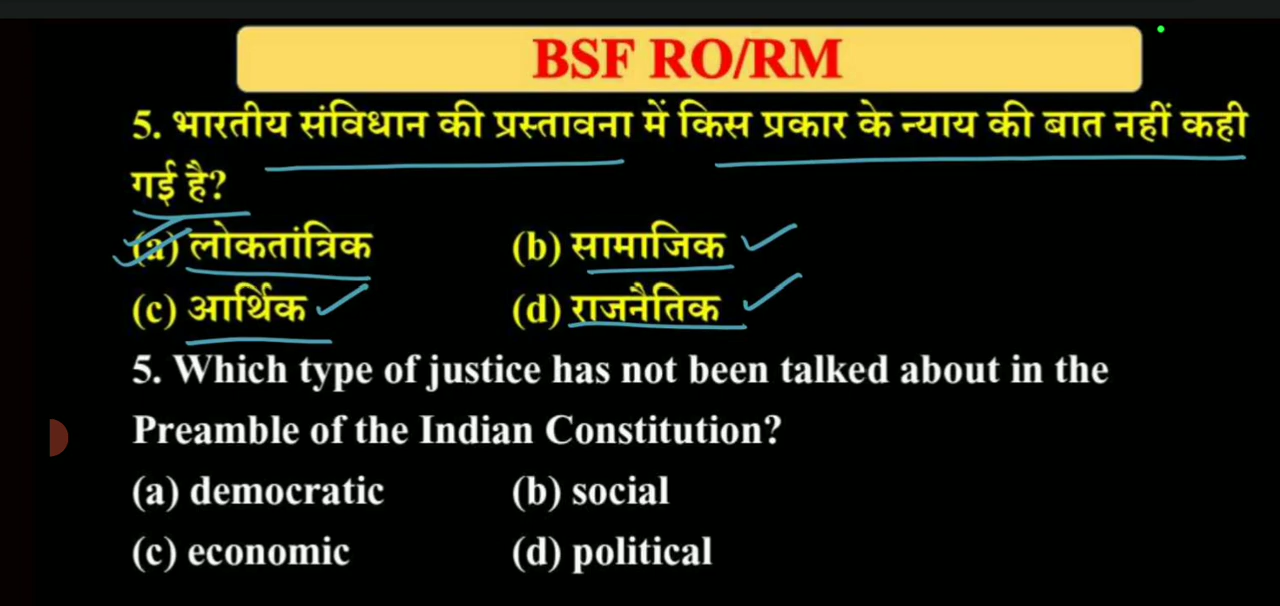 BSF RO/RM
5. भारतीय संविधान की प्रस्तावना में किस प्रकार के न्याय की बात नहीं कही
गई है?
(a) लोकतांत्रिक (b) सामाजिक
(c) आर्थिक (d) राजनैतिक
5. Which type of justice has not been talked about in the
Preamble of the Indian Constitution?
(a) democratic (b) social
(c) economic (d) political